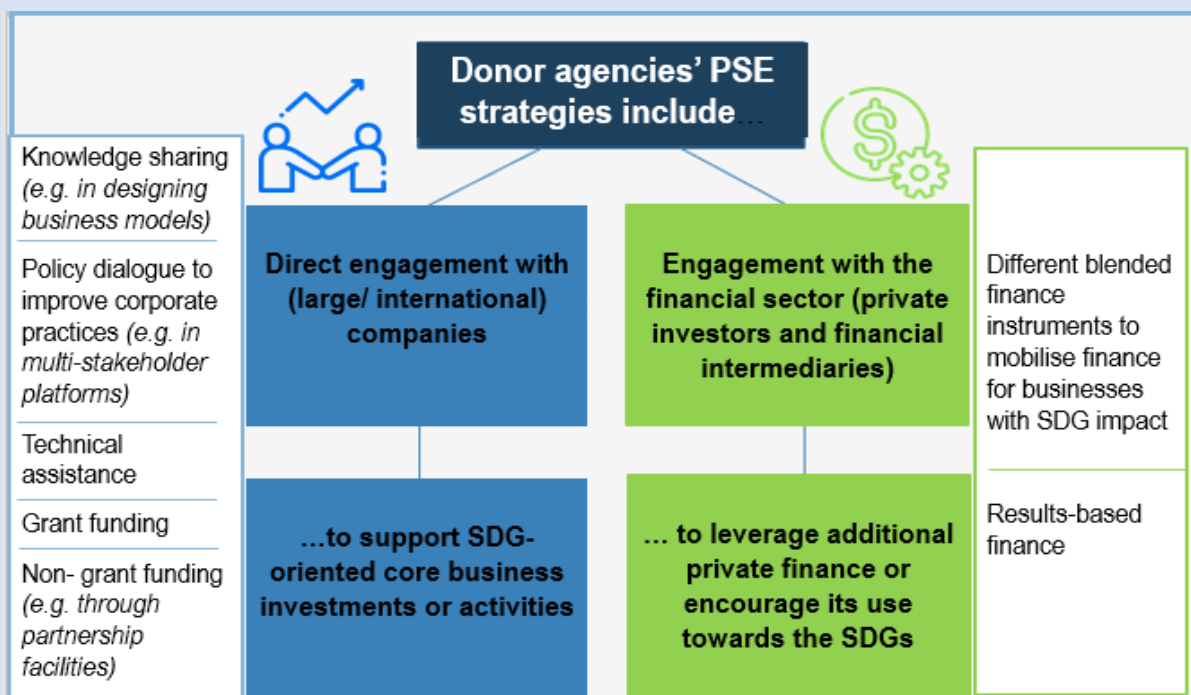 Donor agencies' PSE
strategies include...
Knowledge sharing
(e.g. in designing
business models)
Policy dialogue to
improve corporate
practices (e.g. in
multi-stakeholder
platforms)
Technical
assistance
Grant funding
Non- grant funding
(e.g. through
partnership
facilities)
Direct engagement with
(large/ international)
companies
...to support SDG-
oriented core business
investments or activities
Engagement with the
financial sector (private
investors and financial
intermediaries)
... to leverage additional
private finance or
encourage its use
towards the SDGs
Different blended
finance
instruments to
mobilise finance
for businesses
with SDG impact
Results-based
finance
$